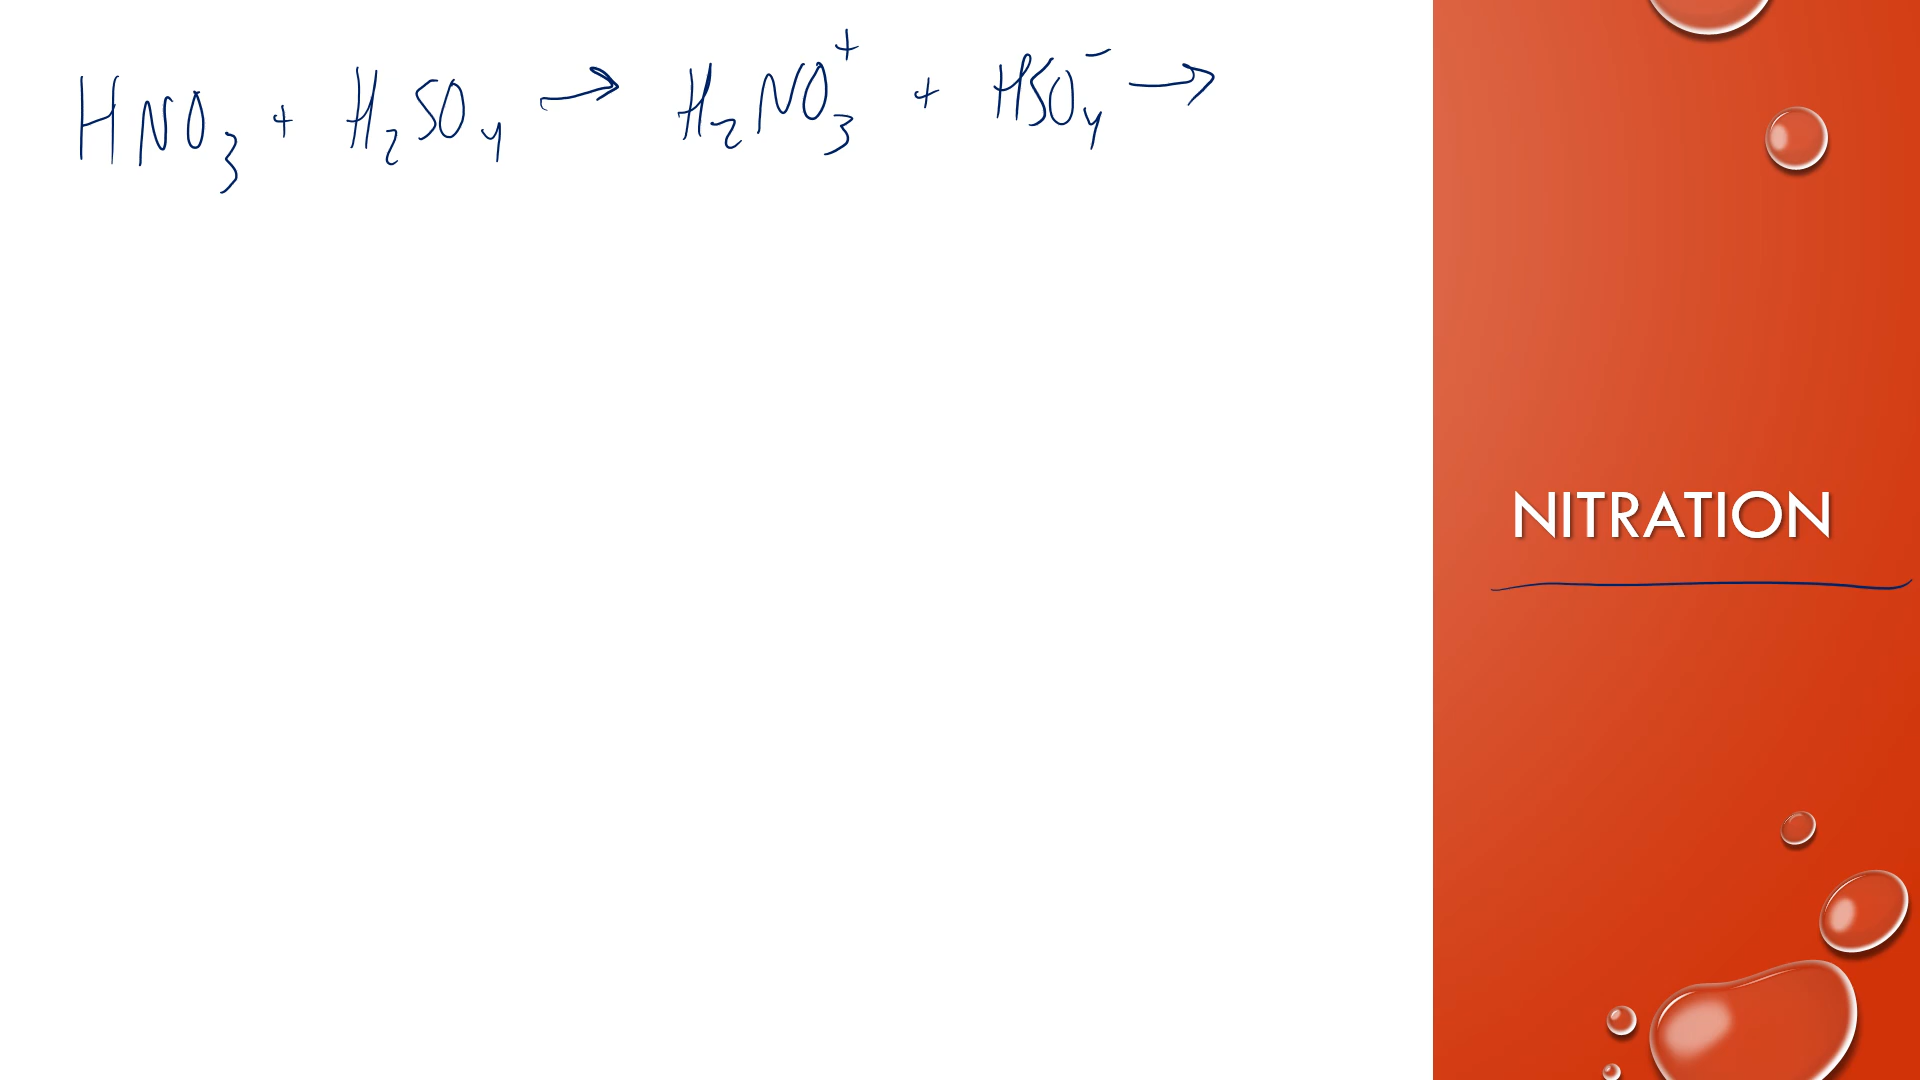 HNO₃ + H₂SO₄ → H₂NO₃⁺ + HSO₄⁻ →
NITRATION